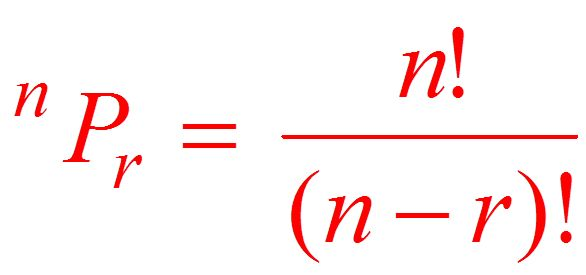 ⁿPᵣ = n! / (n − r)!